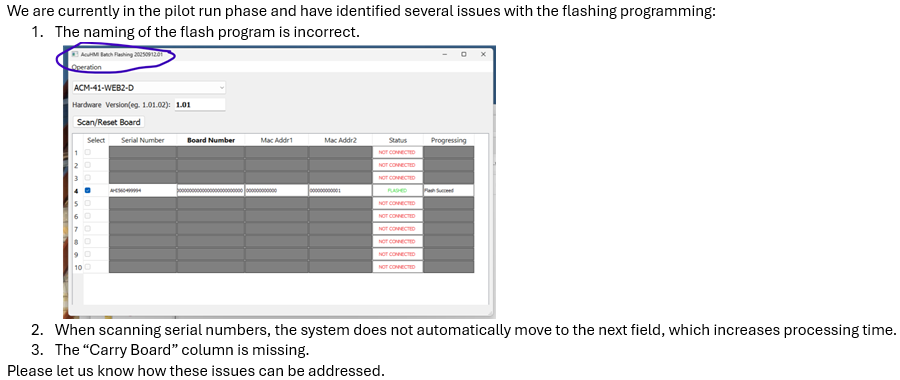 We are currently in the pilot run phase and have identified several issues with the flashing programming:
1. The naming of the flash program is incorrect.
AcuHMI Batch Flashing 20250912.01
Operation
ACM-41-WEB2-D
Hardware Version(eg. 1.01.02): 1.01
Scan/Reset Board
Select Serial Number Board Number Mac Addr1 Mac Addr2 Status Progressing
1 NOT CONNECTED
2 NOT CONNECTED
3 NOT CONNECTED
4 000000000000 000000000001 FLASHED Flash Succeed
5 NOT CONNECTED
6 NOT CONNECTED
7 NOT CONNECTED
8 NOT CONNECTED
9 NOT CONNECTED
10 NOT CONNECTED
2. When scanning serial numbers, the system does not automatically move to the next field, which increases processing time.
3. The “Carry Board” column is missing.
Please let us know how these issues can be addressed.